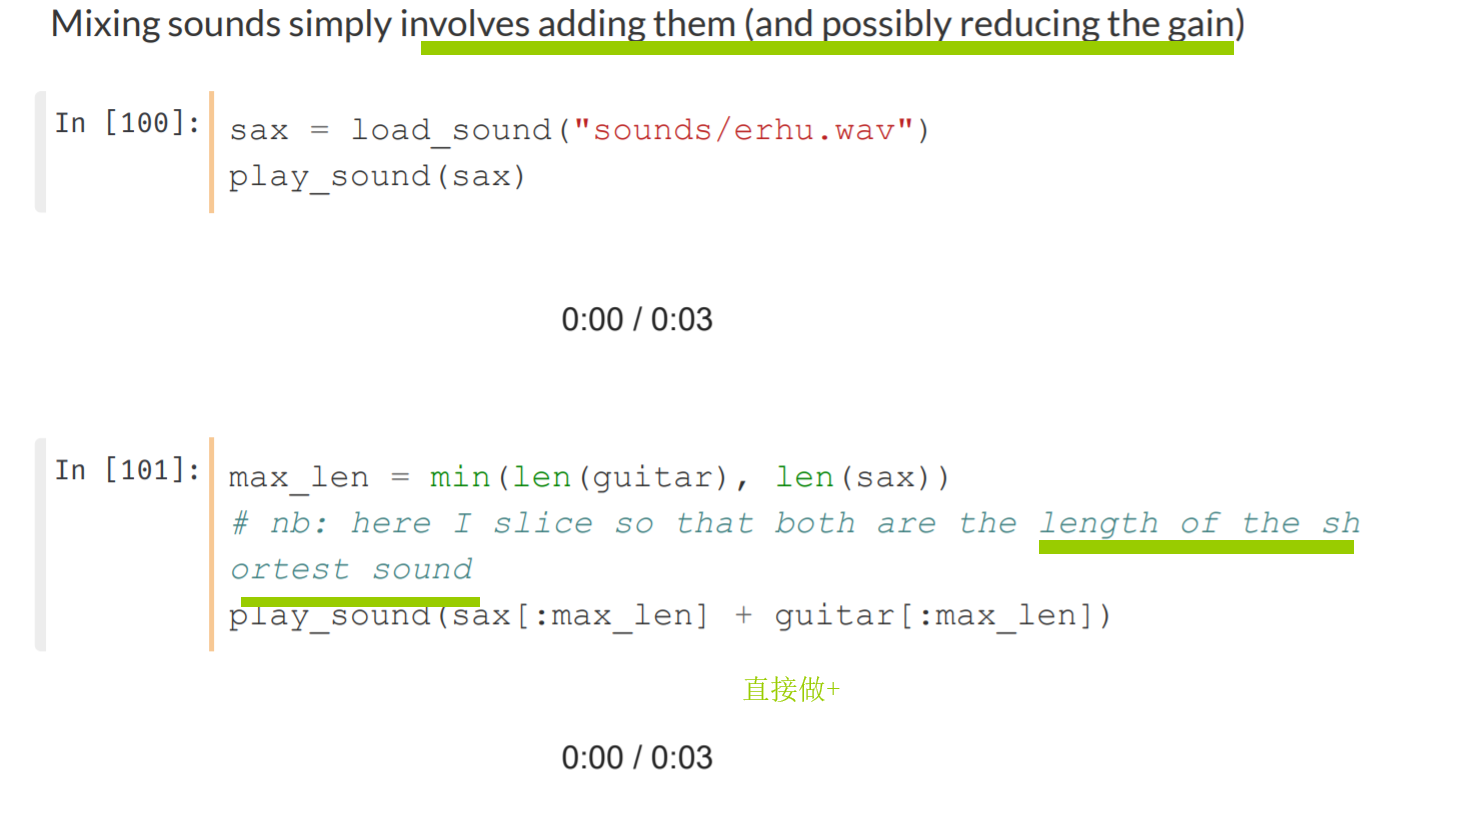 Mixing sounds simply involves adding them (and possibly reducing the gain)
In [100]:
sax = load_sound("sounds/erhu.wav")
play_sound(sax)
0:00 / 0:03
In [101]:
max_len = min(len(guitar), len(sax))
# nb: here I slice so that both are the length of the sh
ortest sound
play_sound(sax[:max_len] + guitar[:max_len])
直接做+
0:00 / 0:03